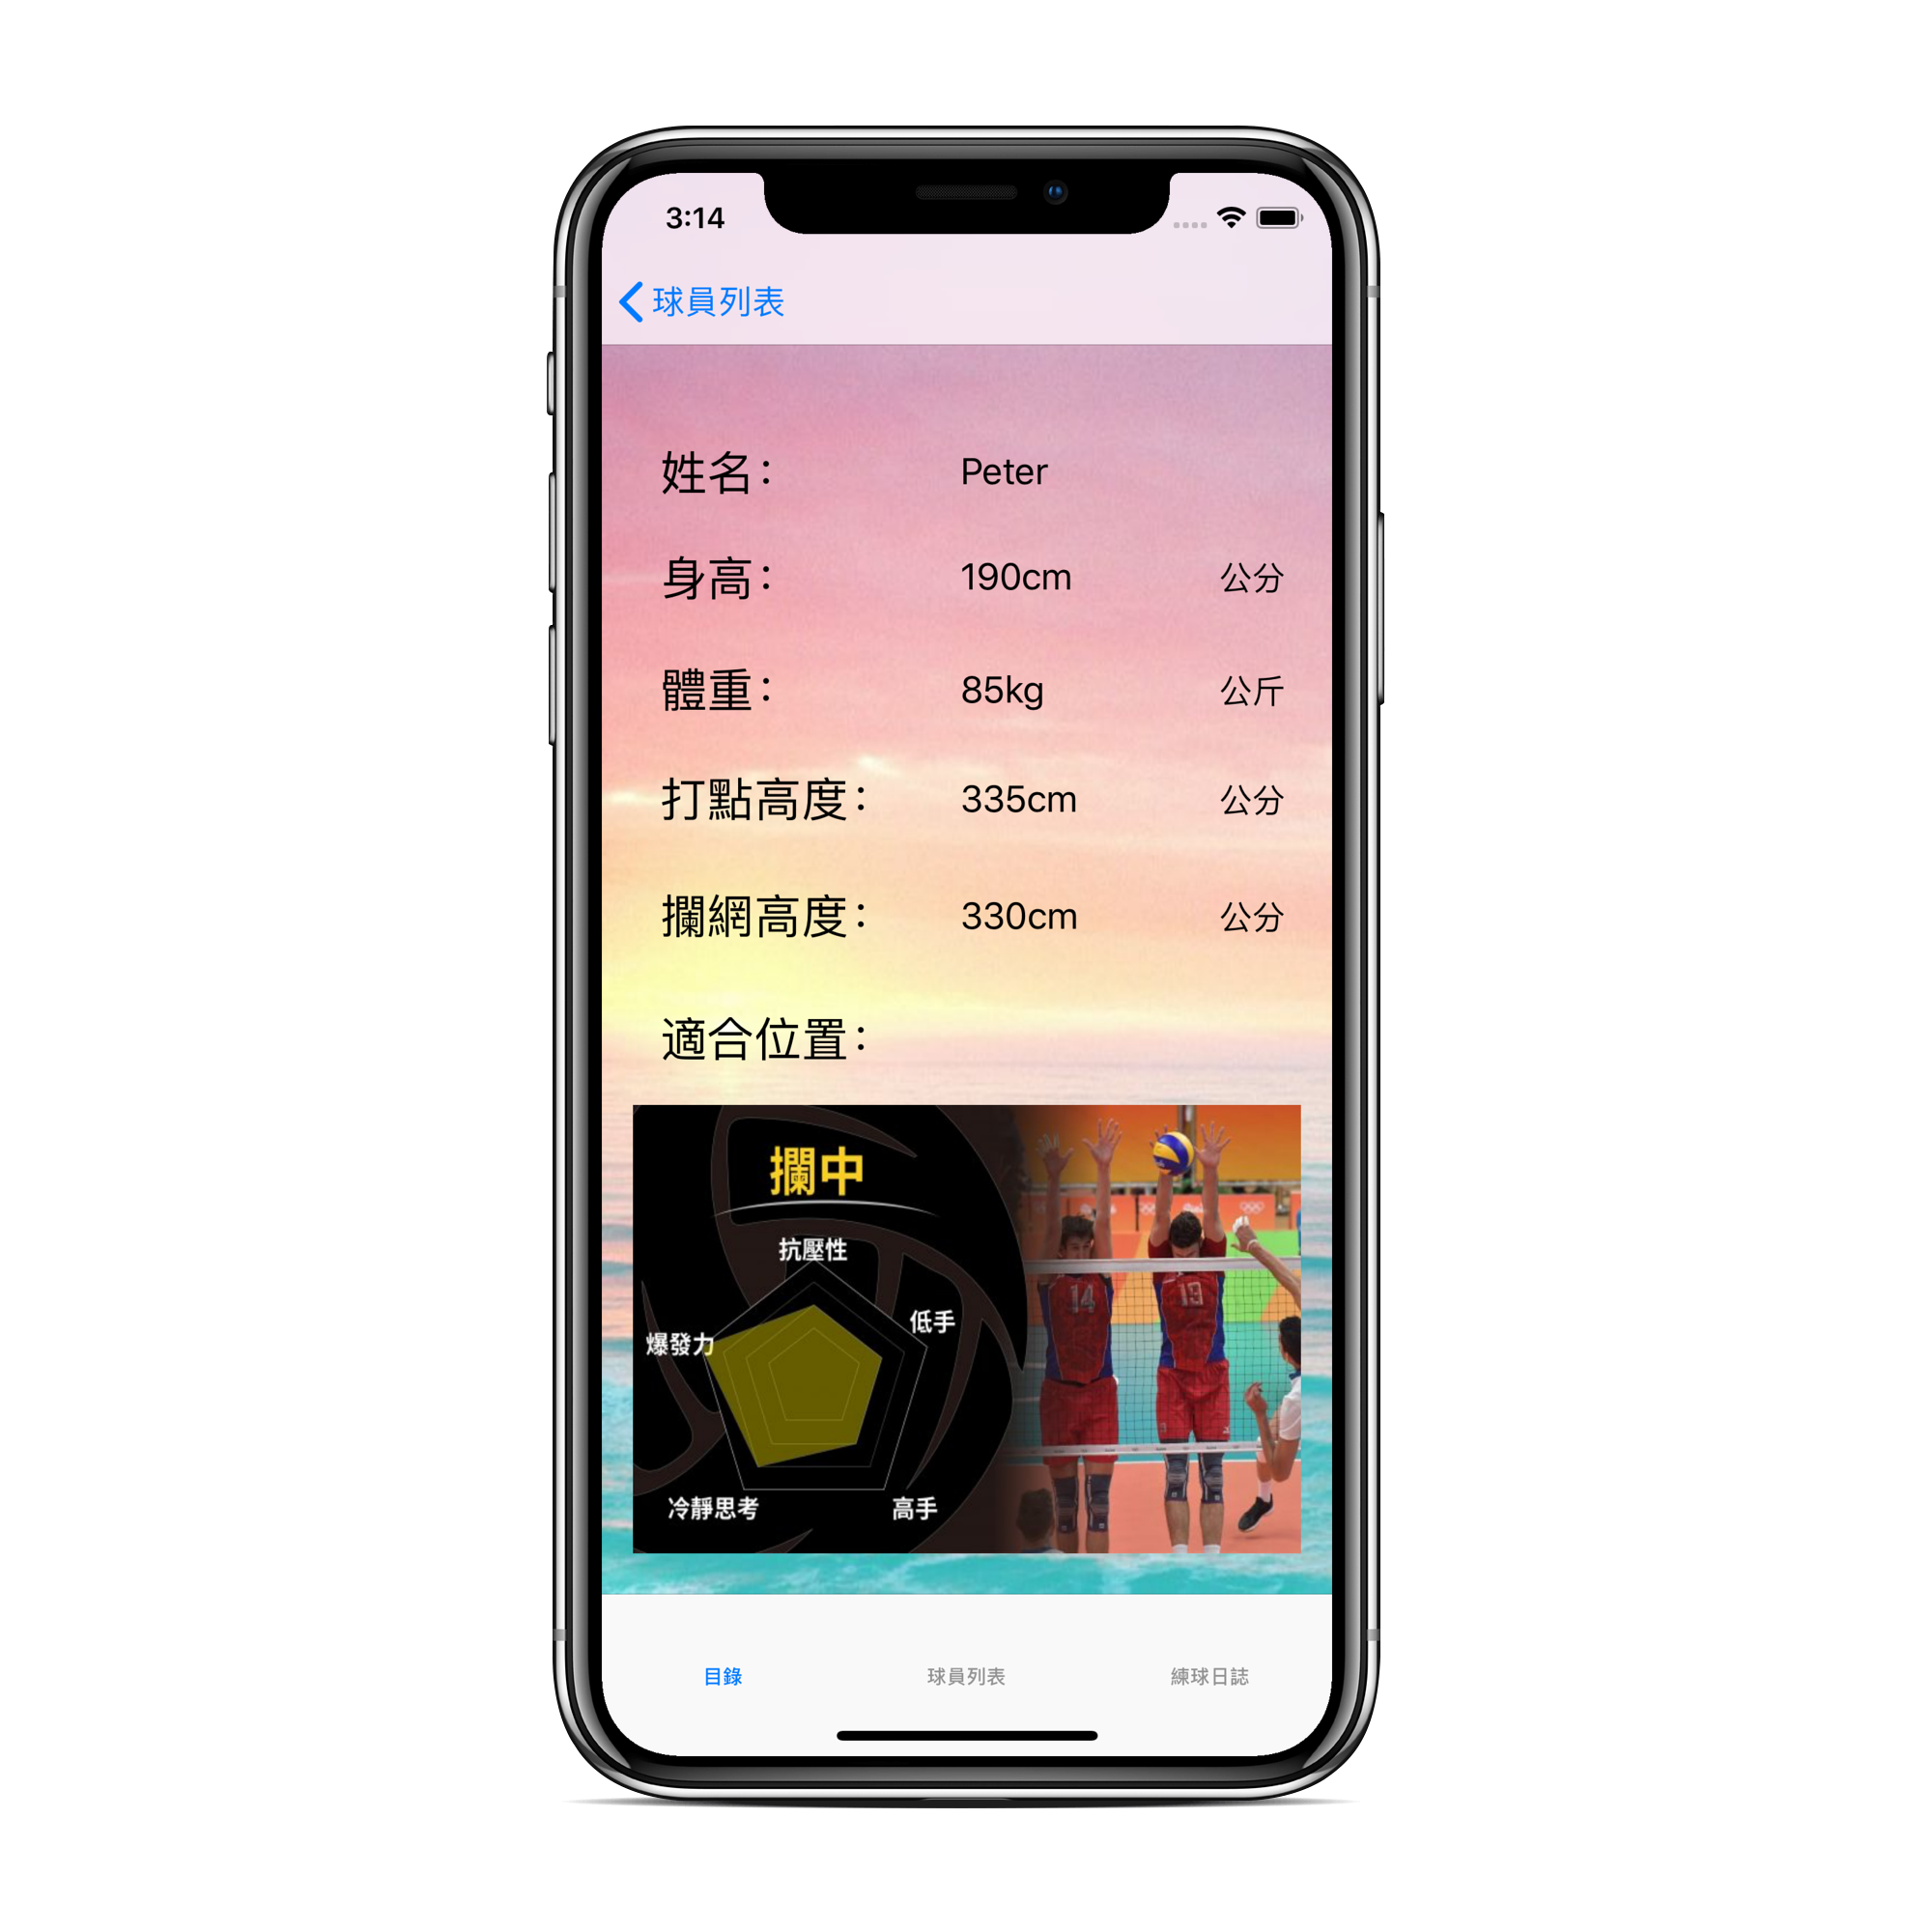 3:14
球員列表
姓名： Peter
身高： 190cm 公分
體重： 85kg 公斤
打點高度： 335cm 公分
攔網高度： 330cm 公分
適合位置：
攔中
抗壓性
低手
爆發力
冷靜思考
高手
14
13
目錄 球員列表 練球日誌